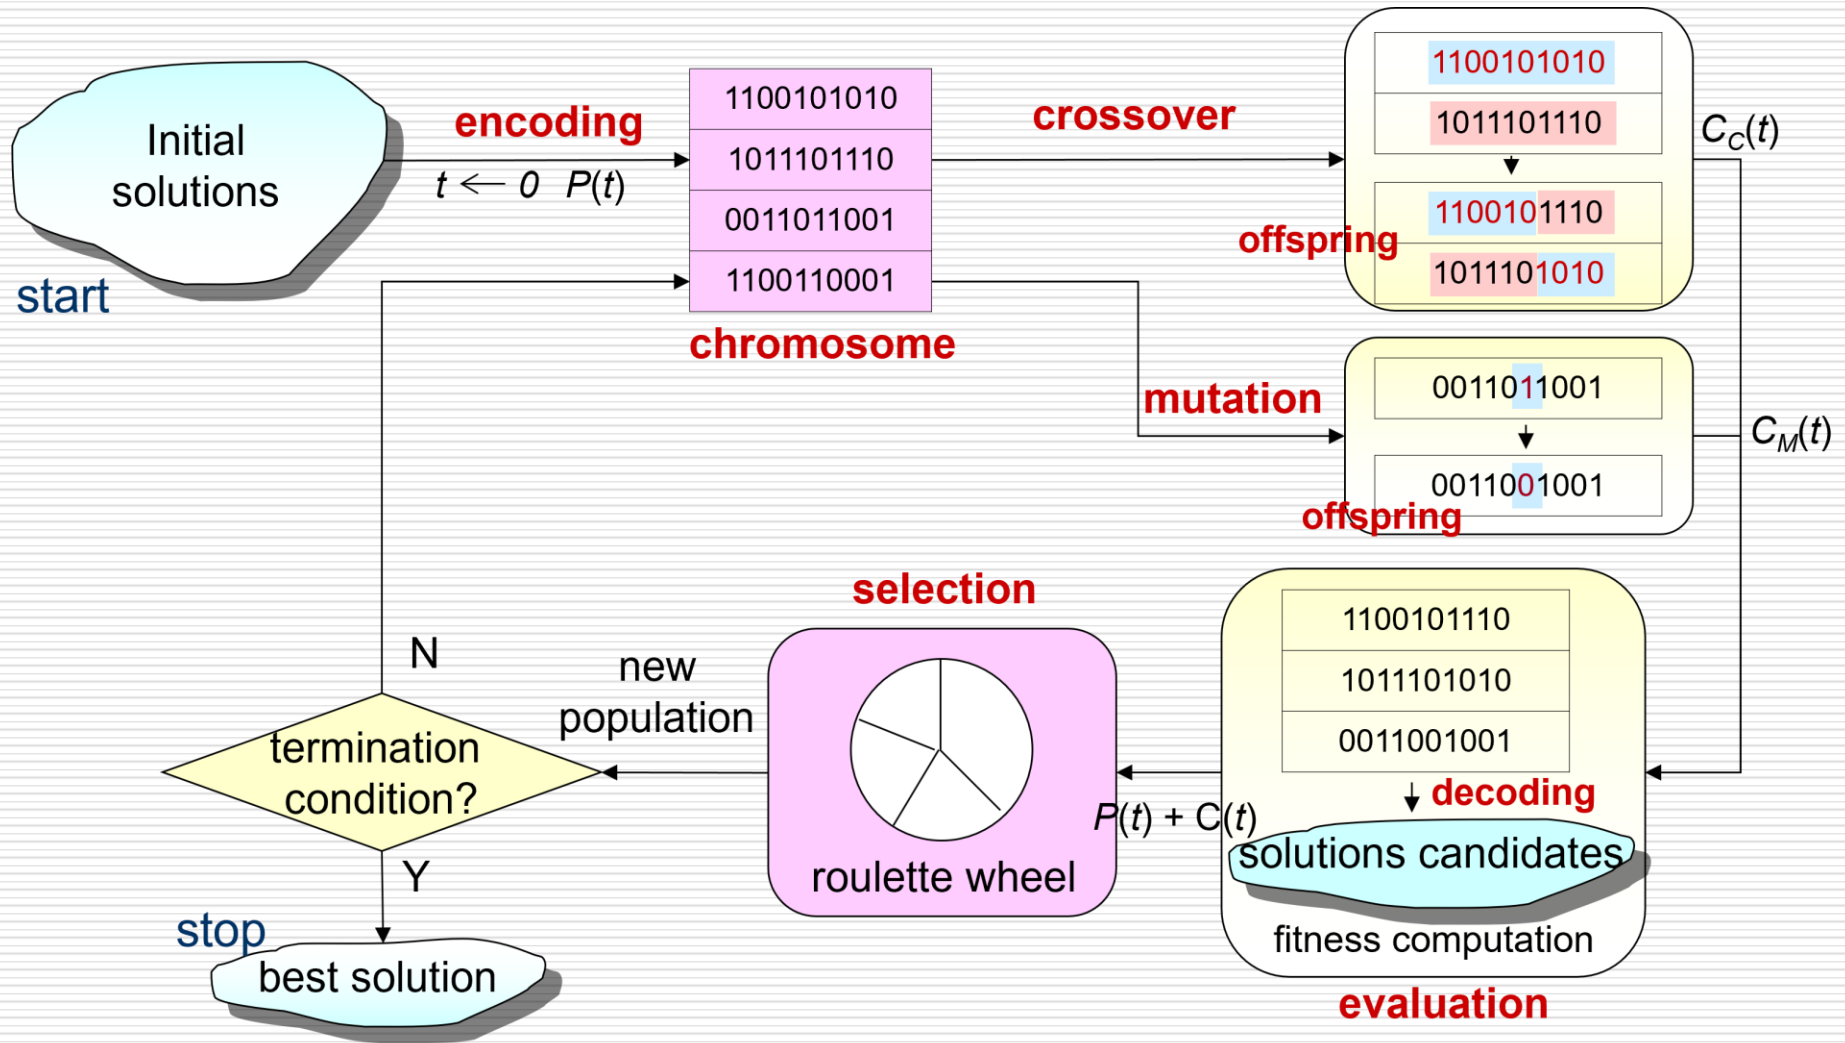 Initial
solutions
start
encoding
t ← 0 P(t)
1100101010
1011101110
0011011001
1100110001
chromosome
crossover
1100101010
1011101110
1100101110
1011101010
offspring
C_C(t)
mutation
0011011001
0011001001
offspring
C_M(t)
1100101110
1011101010
0011001001
decoding
solutions candidates
fitness computation
evaluation
P(t) + C(t)
selection
roulette wheel
new
population
termination
condition?
N
Y
stop
best solution